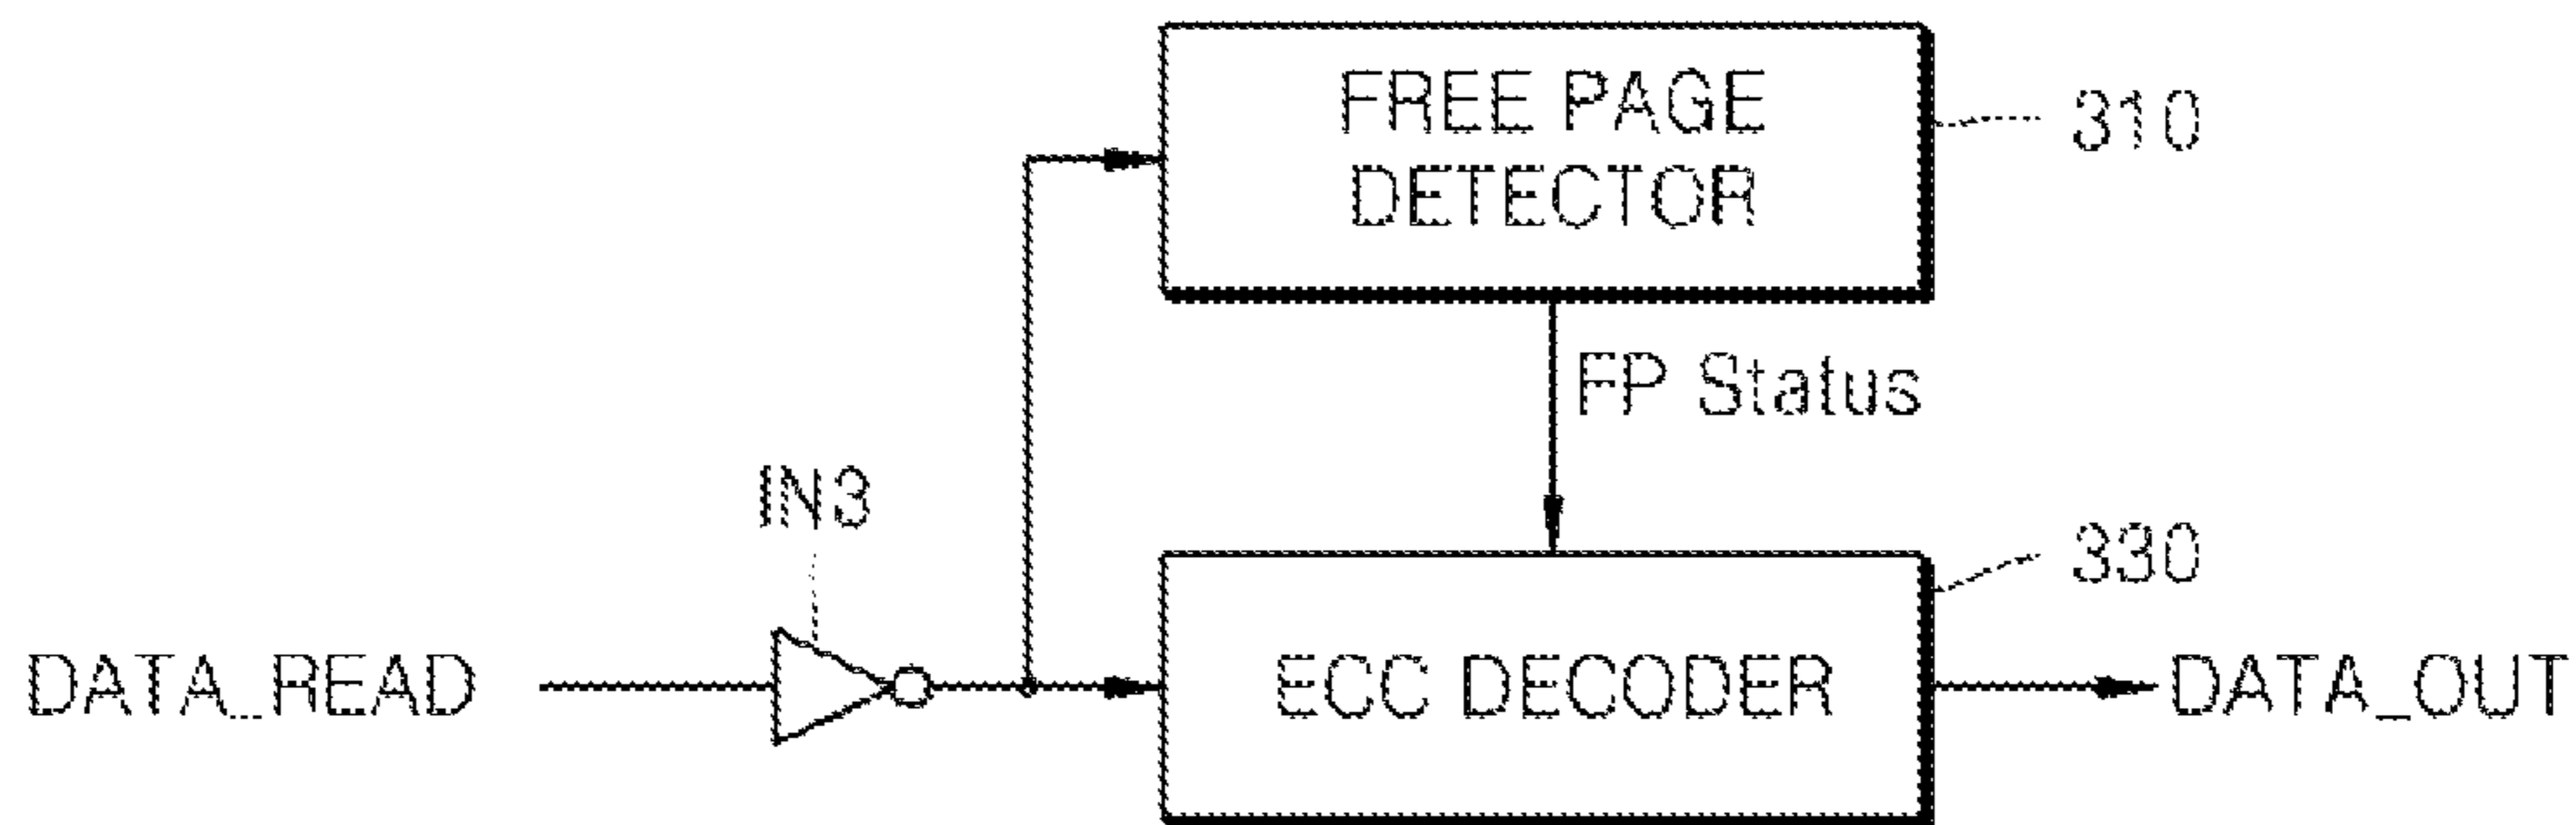 FREE PAGE
DETECTOR
310
FP Status
IN3
330
DATA_READ
ECC DECODER
DATA_OUT